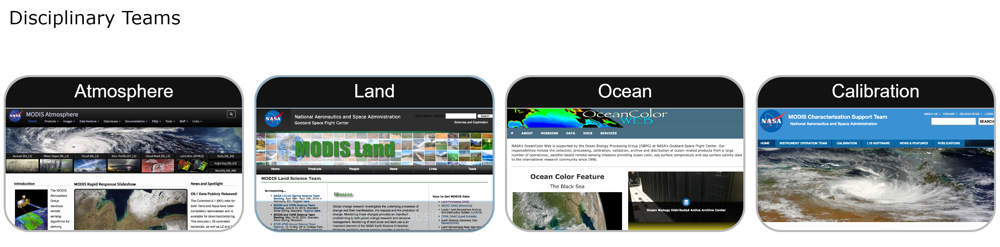 Disciplinary Teams
Atmosphere
NASA
MODIS Atmosphere
Home Products Images Data Versions Data Issues Documentation FAQs Tools Staff Links
Aerosol (04_L2) Water Vapor (05_L2) Cloud (06_L2) Atm. Profile (07_L2) Cloud Mask (35_L2) Joint Atm. (ATML2) Daily (08_D3)
Eight Day (08_E3)
Monthly (08_M3)
Introduction
The MODIS
Atmosphere
Group
develops
remote
sensing
algorithms for
deriving
MODIS Rapid Response Slideshow
News and Spotlight
C6.1 Data Publicly Released!
The Collection 6.1 (061) data for
both Terra and Aqua have been
completely reprocessed and is
available for download/ordering.
This includes L1B calibrated
radiances, as well as L2 and
Land
NASA
National Aeronautics and Space Administration
Goddard Space Flight Center
Enter Search Term(s): Search
Sciences and Exploration
MODIS Land
Home Products People News Links Tools
MODIS Land Science Team
Announcing...
NASA LCLUC Spring Science Team
Meeting, April 18th - April 19th, 2016 in
Bethesda, MD. Register here.
MODIS and VIIRS Science Team
Meeting, June 6-10, 2016, Sheraton
Silver Spring, Maryland. Register here.
MODIS and VIIRS Science Team
Meeting, May 19-22, 2015, Sheraton
Silver Spring, Maryland.
STAR JPSS Annual Science Team
Meeting, 12-16 May, 2014, College Park,
MD. Land Breakout, Thursday (agenda)
Mission
Global change research investigates the underlying processes of
change and their manifestation, the impacts and the prediction of
change. Monitoring these changes provides an important
underpinning to both global change research and resource
management. Monitoring of land cover and land use is an
important element of the NASA Earth Science Enterprise.
Moderate resolution remote sensing provides a means for
How to Get MODIS Data
Land Processes DAAC
NSIDC DAAC (Snow/ice)
Level-1 and Atmosphere Archive
and Distribution System (LAADS)
ORNL DAAC (Land Subsets)
Earth Science Discovery Tool
Reverb|ECHO
Land Atmosphere Near real-time
Capability for EOS (LANCE)
Ocean
OceanColor
WEB
ABOUT MISSIONS DATA DOCS SERVICES
NASA's OceanColor Web is supported by the Ocean Biology Processing Group (OBPG) at NASA's Goddard Space Flight Center. Our
responsibilities include the collection, processing, calibration, validation, archive and distribution of ocean-related products from a large
number of operational, satellite-based remote-sensing missions providing ocean color, sea surface temperature and sea surface salinity data
to the international research community since 1996.
Ocean Color Feature
The Black Sea
Ocean Biology Distributed Active Archive Center
Calibration
NASA
MODIS Characterization Support Team
National Aeronautics and Space Administration
ABOUT US | FORUMS | RELATED SITES | LOGIN
SEARCH
HOME INSTRUMENT OPERATION TEAM CALIBRATION L1B SOFTWARE NEWS & FEATURES PUBLICATIONS